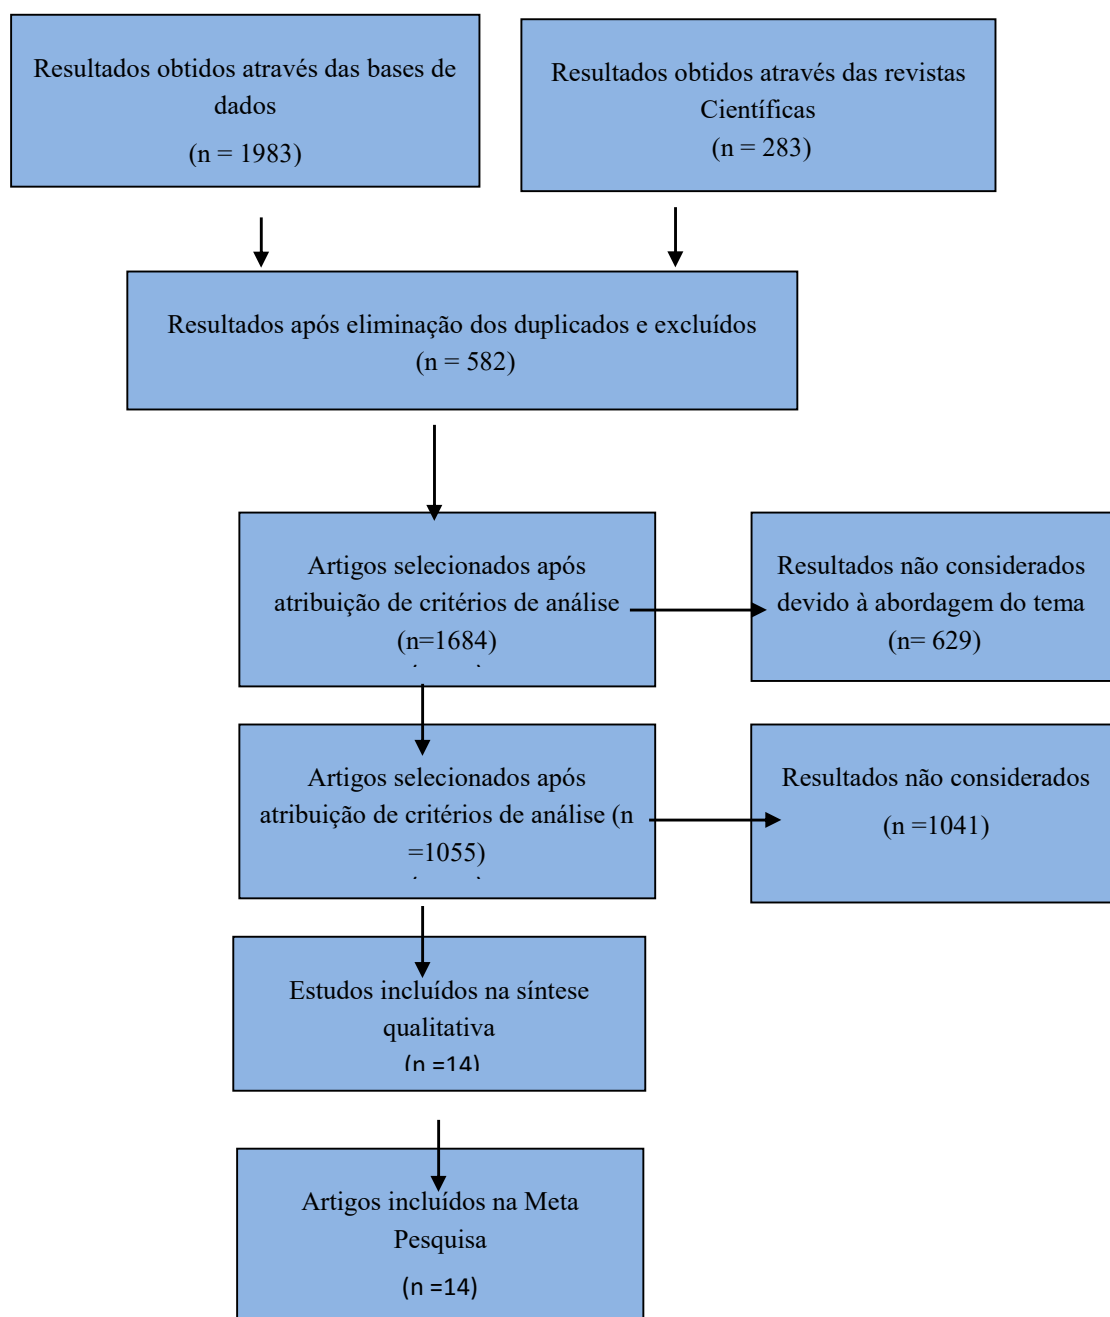 Resultados obtidos através das bases de
dados
(n = 1983)
Resultados obtidos através das revistas
Científicas
(n = 283)
Resultados após eliminação dos duplicados e excluídos
(n = 582)
Artigos selecionados após
atribuição de critérios de análise
(n=1684)
Resultados não considerados
devido à abordagem do tema
(n= 629)
Artigos selecionados após
atribuição de critérios de análise (n
=1055)
Resultados não considerados
(n =1041)
Estudos incluídos na síntese
qualitativa
(n =14)
Artigos incluídos na Meta
Pesquisa
(n =14)